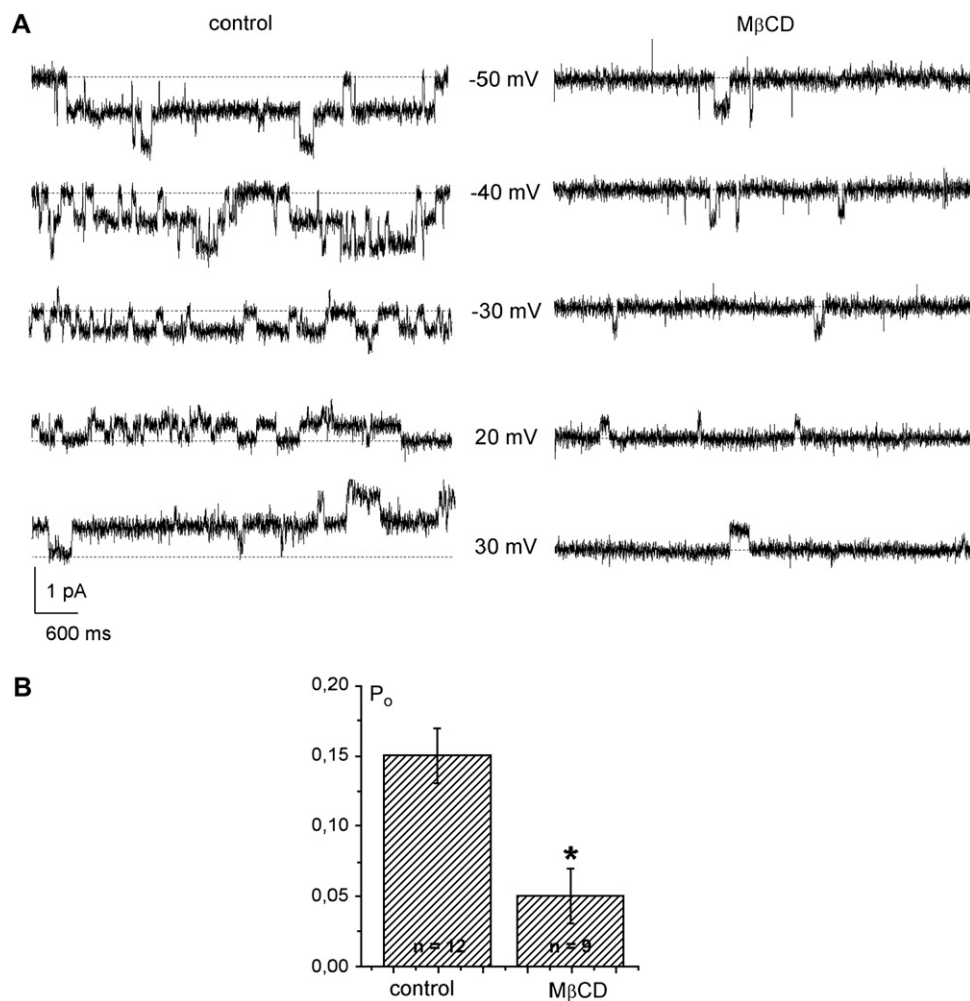 A
control
MβCD
-50 mV
-40 mV
-30 mV
20 mV
30 mV
1 pA
600 ms
B
0,20
Po
0,15
0,10
0,05
0,00
*
n = 12
n = 9
control
MβCD